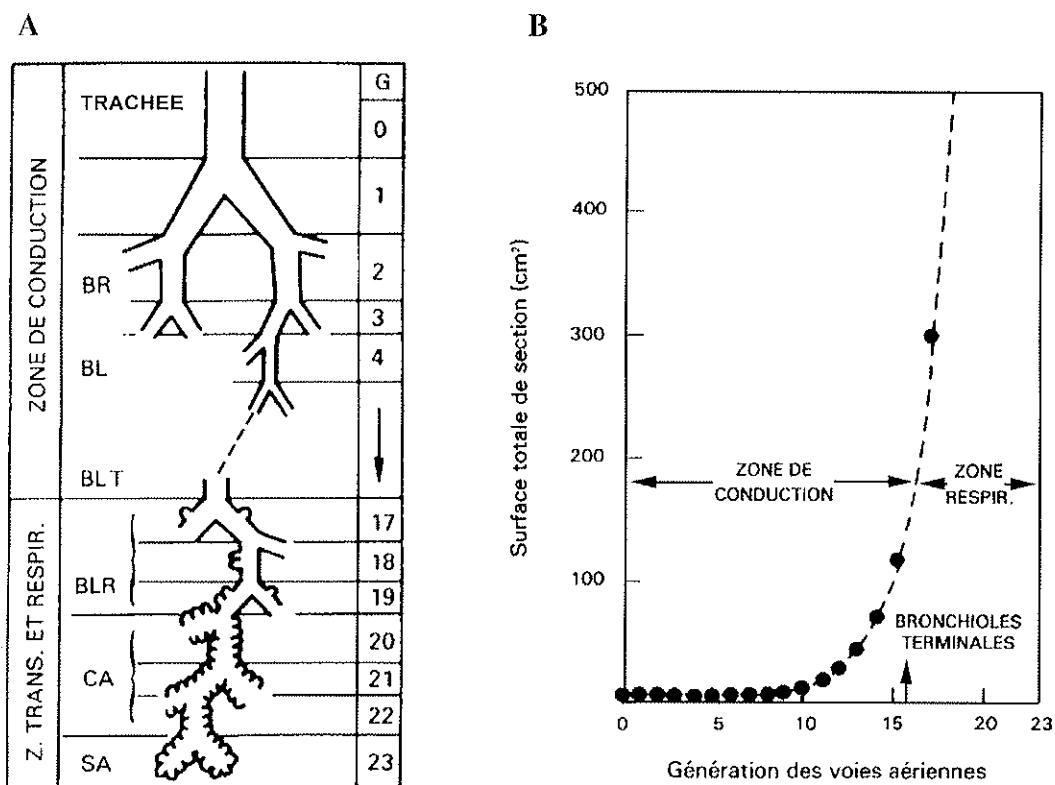 A
ZONE DE CONDUCTION
Z. TRANS. ET RESPIR.
TRACHEE
BR
BL
BLT
BLR
CA
SA
G
0
1
2
3
4
17
18
19
20
21
22
23
B
Surface totale de section (cm²)
500
400
300
200
100
ZONE DE
CONDUCTION
ZONE
RESPIR.
BRONCHIOLES
TERMINALES
0
5
10
15
20
23
Génération des voies aériennes